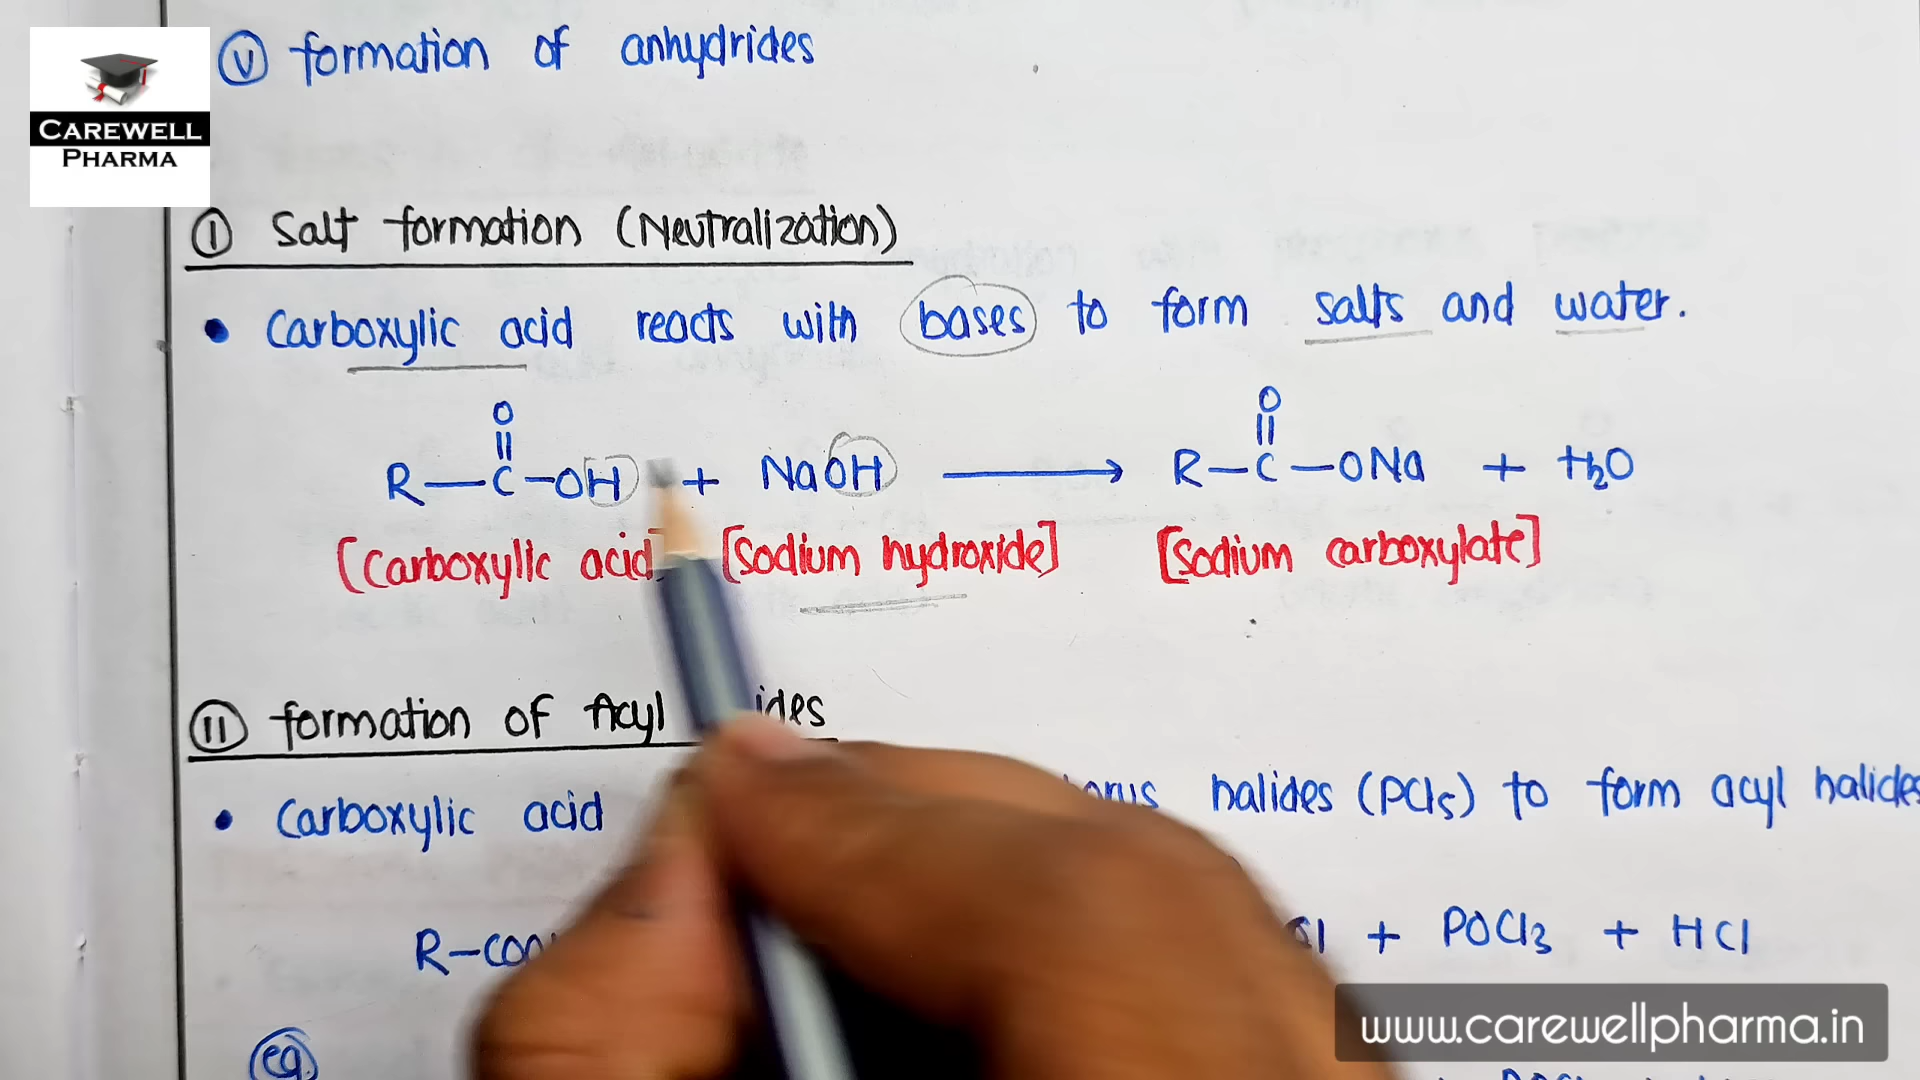 CAREWELL
PHARMA
V formation of anhydrides
I Salt formation (Neutralization)
• Carboxylic acid reacts with bases to form salts and water.
O O
R—C—OH + NaOH ⟶ R—C—ONa + H₂O
[Carboxylic acid] [Sodium hydroxide] [Sodium carboxylate]
II formation of Acyl
• Carboxylic acid halides (PCl₅) to form acyl halides
R—COO + POCl₃ + HCl
eg
www.carewellpharma.in